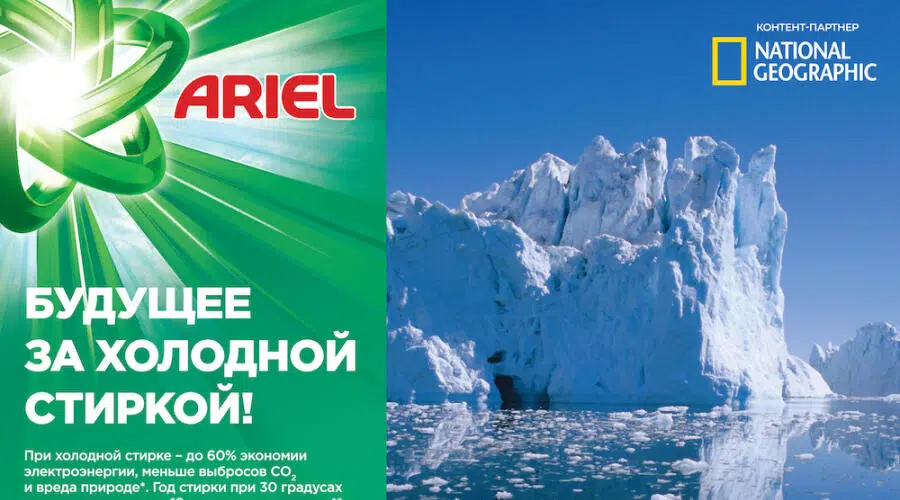 ARIEL
КОНТЕНТ-ПАРТНЕР
NATIONAL
GEOGRAPHIC
БУДУЩЕЕ
ЗА ХОЛОДНОЙ
СТИРКОЙ!
При холодной стирке – до 60% экономии
электроэнергии, меньше выбросов CO₂
и вреда природе*. Год стирки при 30 градусах